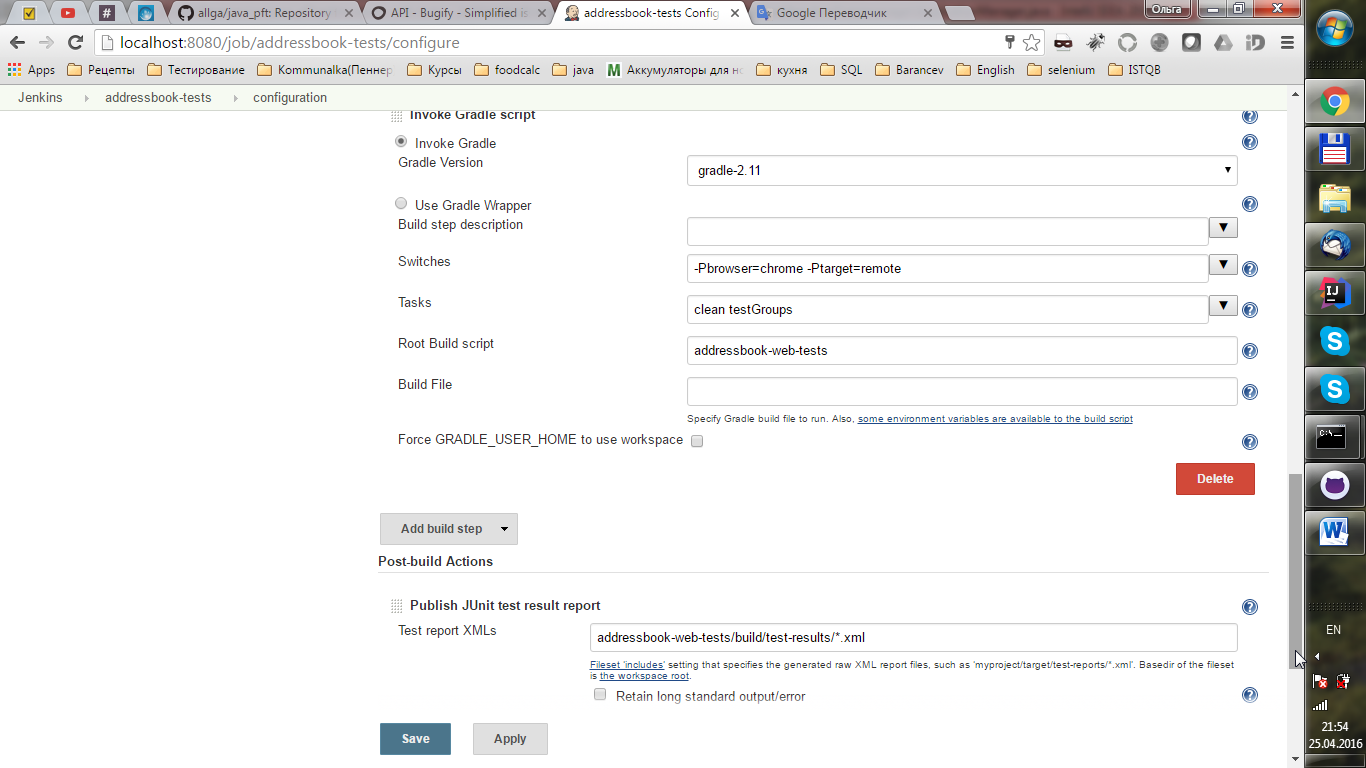 allga/java_pft: Repository
API - Bugify - Simplified is
addressbook-tests Config
Google Переводчик
Ольга
localhost:8080/job/addressbook-tests/configure
Apps Рецепты Тестирование Kommunalka(Пеннер Курсы foodcalc java M Аккумуляторы для но кухня SQL Barancev English selenium ISTQB
Jenkins addressbook-tests configuration
Invoke Gradle script
Invoke Gradle
Gradle Version gradle-2.11
Use Gradle Wrapper
Build step description
Switches -Pbrowser=chrome -Ptarget=remote
Tasks clean testGroups
Root Build script addressbook-web-tests
Build File
Specify Gradle build file to run. Also, some environment variables are available to the build script
Force GRADLE_USER_HOME to use workspace
Delete
Add build step
Post-build Actions
Publish JUnit test result report
Test report XMLs addressbook-web-tests/build/test-results/*.xml
Fileset 'includes' setting that specifies the generated raw XML report files, such as 'myproject/target/test-reports/*.xml'. Basedir of the fileset
is the workspace root.
Retain long standard output/error
Save Apply
EN
21:54
25.04.2016